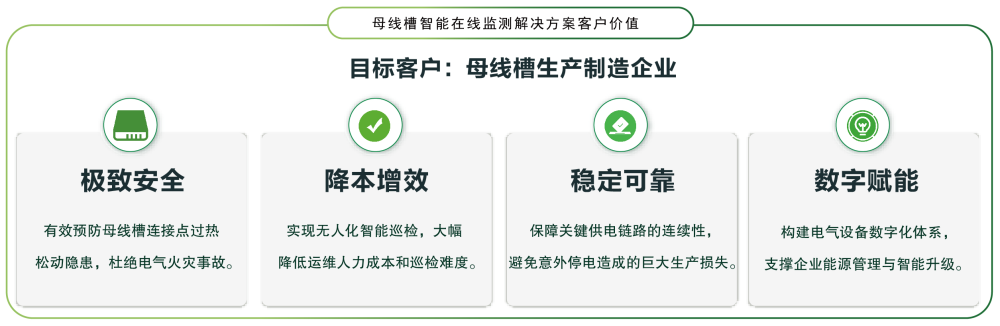 母线槽智能在线监测解决方案客户价值
目标客户：母线槽生产制造企业
极致安全
有效预防母线槽连接点过热
松动隐患，杜绝电气火灾事故。
降本增效
实现无人化智能巡检，大幅
降低运维人力成本和巡检难度。
稳定可靠
保障关键供电链路的连续性，
避免意外停电造成的巨大生产损失。
数字赋能
构建电气设备数字化体系，
支撑企业能源管理与智能升级。